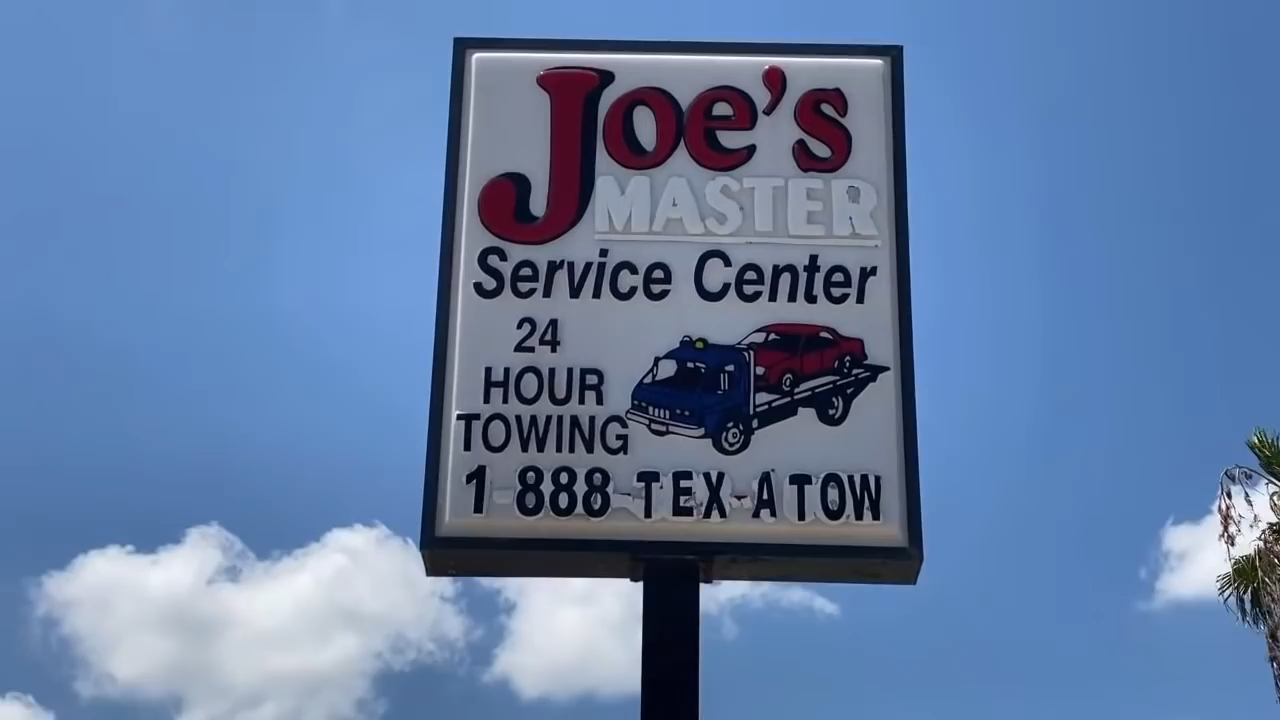 Joe's
MASTER
Service Center
24
HOUR
TOWING
1 888-TEX-ATOW